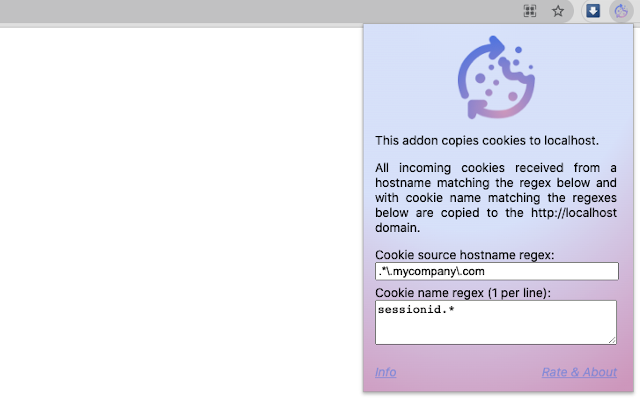 This addon copies cookies to localhost.
All incoming cookies received from a
hostname matching the regex below and
with cookie name matching the regexes
below are copied to the http://localhost
domain.
Cookie source hostname regex:
.*\.mycompany\.com
Cookie name regex (1 per line):
sessionid.*
Info
Rate & About